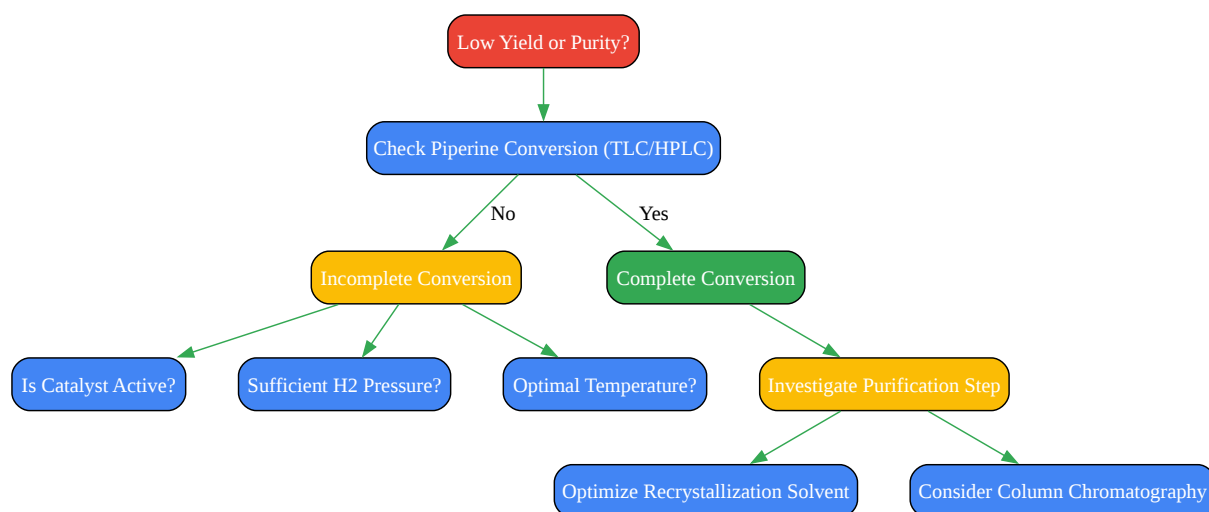 Low Yield or Purity?
Check Piperine Conversion (TLC/HPLC)
No
Yes
Incomplete Conversion
Complete Conversion
Is Catalyst Active?
Sufficient H2 Pressure?
Optimal Temperature?
Investigate Purification Step
Optimize Recrystallization Solvent
Consider Column Chromatography